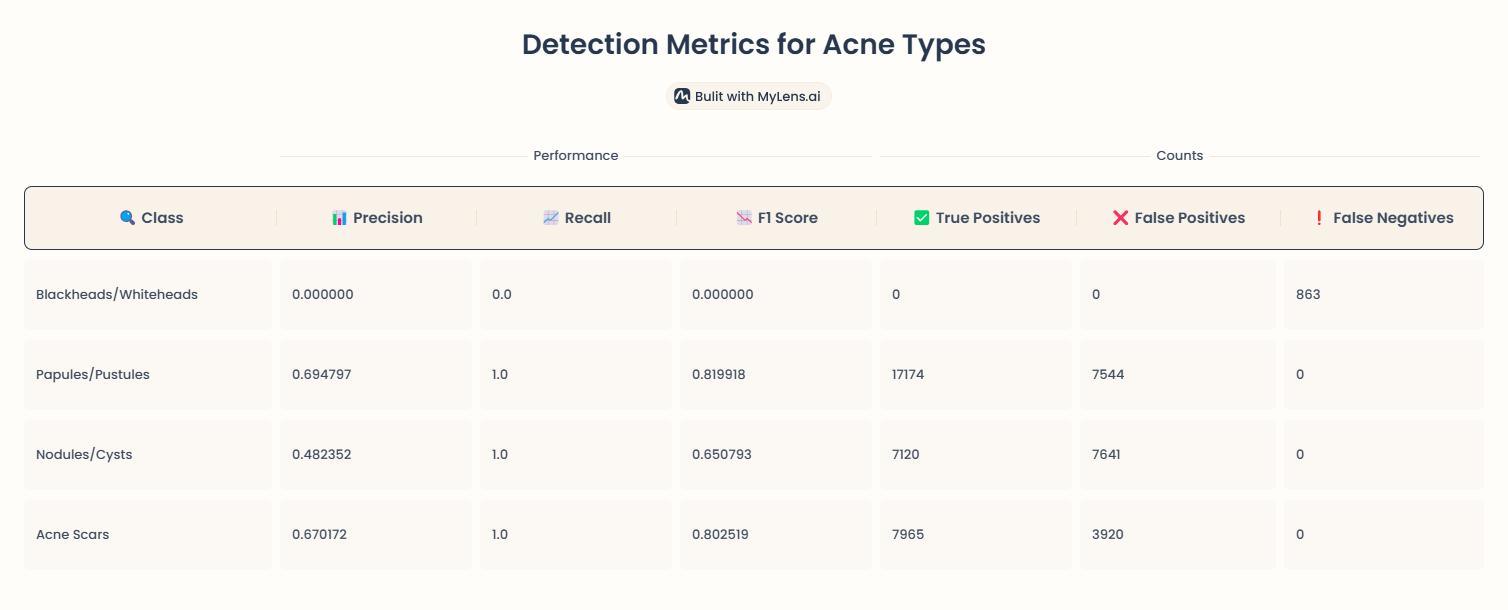 Detection Metrics for Acne Types
Bulit with MyLens.ai
Performance Counts
Class Precision Recall F1 Score True Positives False Positives False Negatives
Blackheads/Whiteheads 0.000000 0.0 0.000000 0 0 863
Papules/Pustules 0.694797 1.0 0.819918 17174 7544 0
Nodules/Cysts 0.482352 1.0 0.650793 7120 7641 0
Acne Scars 0.670172 1.0 0.802519 7965 3920 0